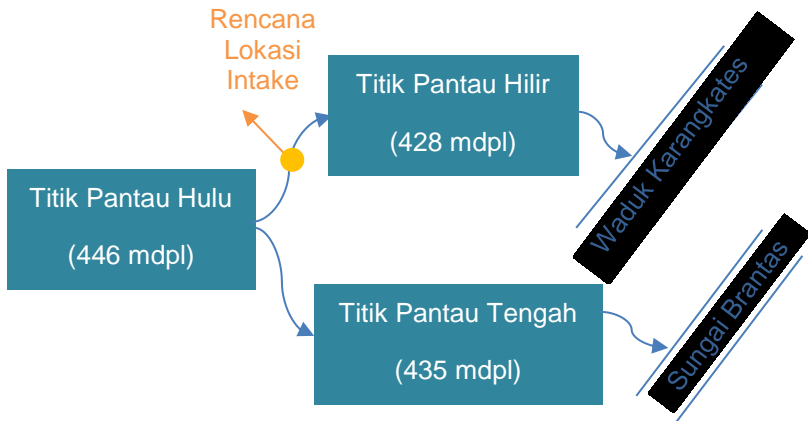 Rencana
Lokasi
Intake
Titik Pantau Hilir
(428 mdpl)
Waduk Karangkates
Titik Pantau Hulu
(446 mdpl)
Titik Pantau Tengah
(435 mdpl)
Sungai Brantas